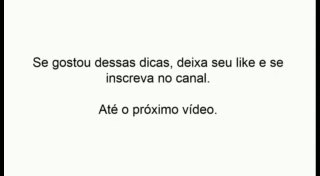 Se gostou dessas dicas, deixa seu like e se
inscreva no canal.
Até o próximo vídeo.